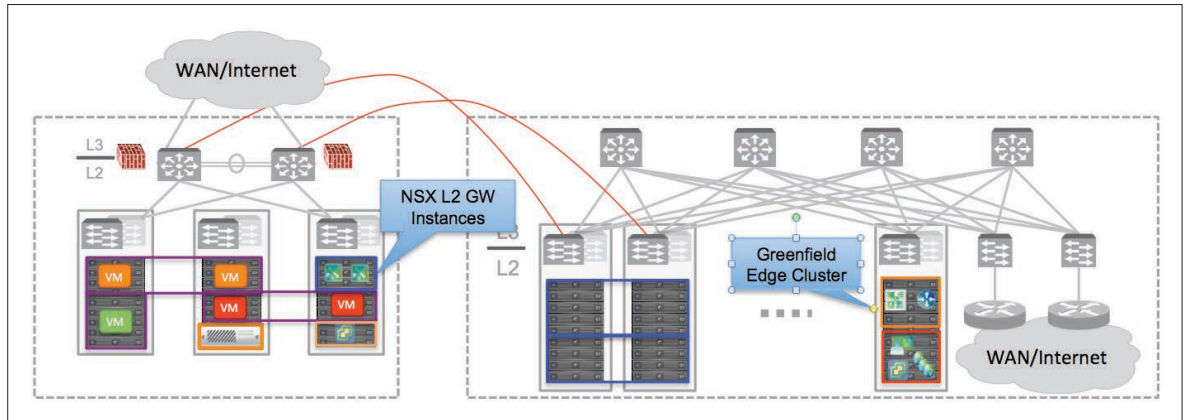 WAN/Internet
L3
L2
NSX L2 GW
Instances
VM
VM
VM
VM
VM
L3
L2
Greenfield
Edge Cluster
WAN/Internet